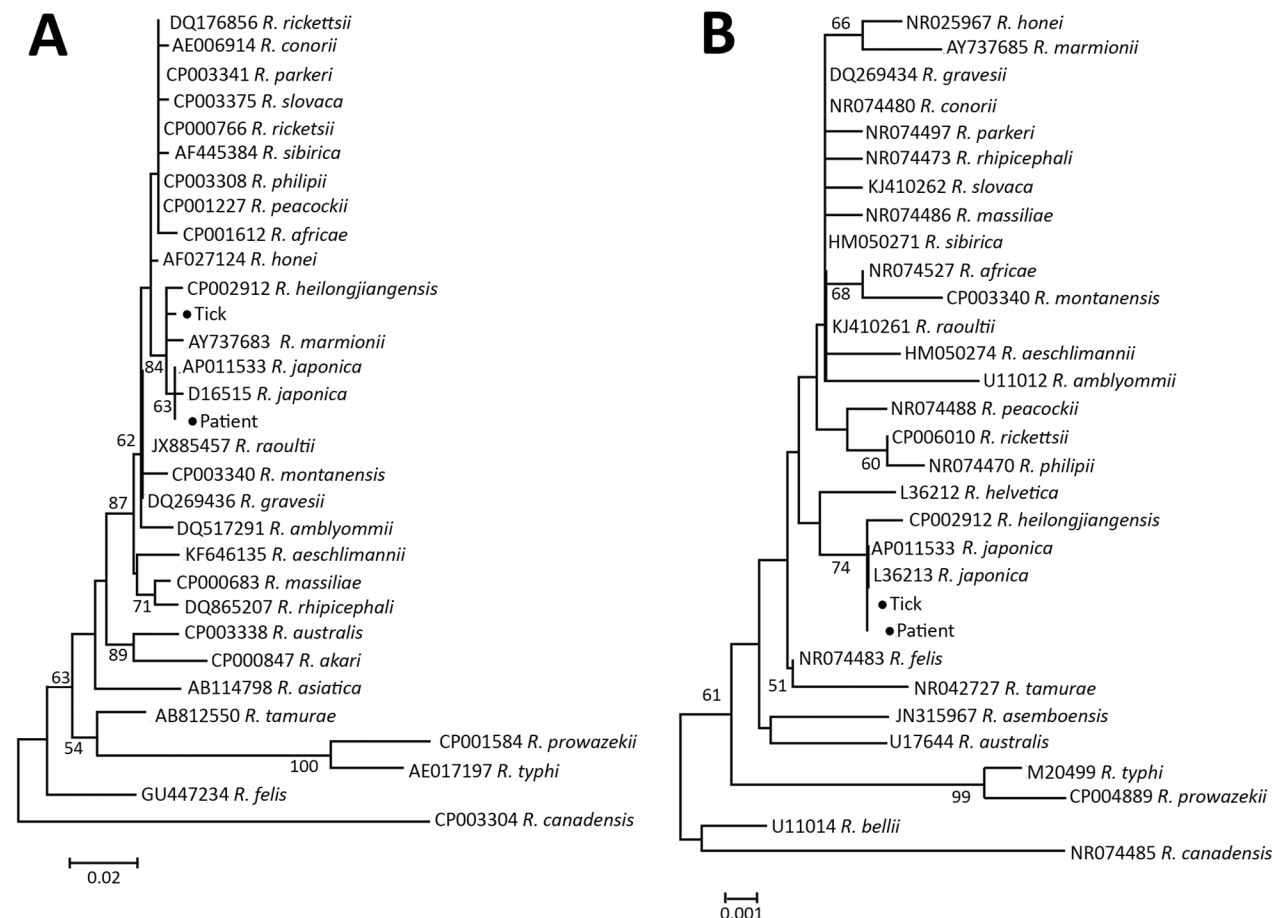 A
DQ176856 R. rickettsii
AE006914 R. conorii
CP003341 R. parkeri
CP003375 R. slovaca
CP000766 R. ricketsii
AF445384 R. sibirica
CP003308 R. philipii
CP001227 R. peacockii
CP001612 R. africae
AF027124 R. honei
CP002912 R. heilongjiangensis
●Tick
AY737683 R. marmionii
84
AP011533 R. japonica
D16515 R. japonica
63
●Patient
62
JX885457 R. raoultii
CP003340 R. montanensis
87
DQ269436 R. gravesii
DQ517291 R. amblyommii
KF646135 R. aeschlimannii
CP000683 R. massiliae
71
DQ865207 R. rhipicephali
CP003338 R. australis
89
CP000847 R. akari
63
AB114798 R. asiatica
AB812550 R. tamurae
54
CP001584 R. prowazekii
100
AE017197 R. typhi
GU447234 R. felis
CP003304 R. canadensis
0.02
B
66
NR025967 R. honei
AY737685 R. marmionii
DQ269434 R. gravesii
NR074480 R. conorii
NR074497 R. parkeri
NR074473 R. rhipicephali
KJ410262 R. slovaca
NR074486 R. massiliae
HM050271 R. sibirica
NR074527 R. africae
68
CP003340 R. montanensis
KJ410261 R. raoultii
HM050274 R. aeschlimannii
U11012 R. amblyommii
NR074488 R. peacockii
CP006010 R. rickettsii
60
NR074470 R. philipii
L36212 R. helvetica
CP002912 R. heilongjiangensis
AP011533 R. japonica
74
L36213 R. japonica
●Tick
●Patient
NR074483 R. felis
51
NR042727 R. tamurae
61
JN315967 R. asemboensis
U17644 R. australis
M20499 R. typhi
99
CP004889 R. prowazekii
U11014 R. bellii
NR074485 R. canadensis
0.001